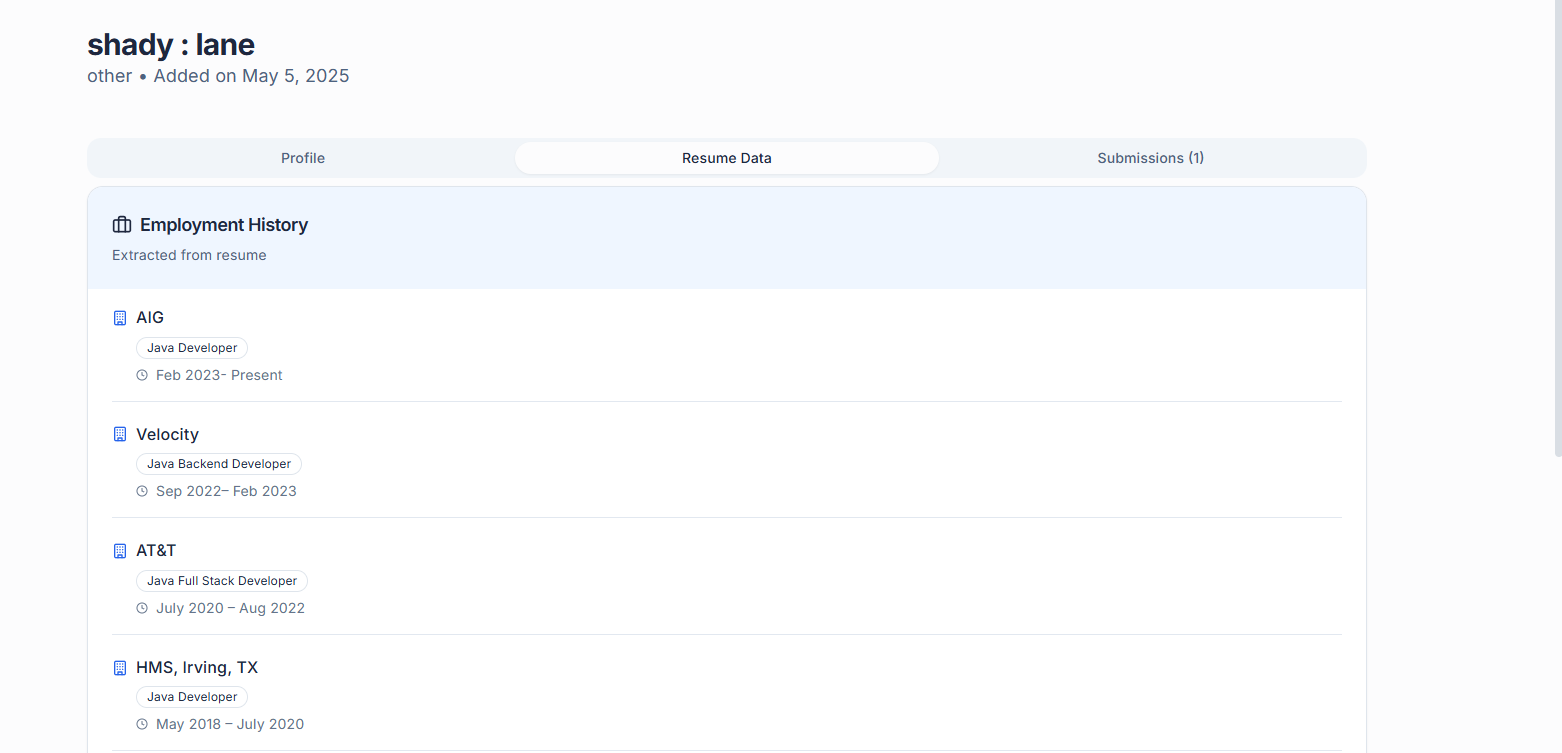 shady : lane
other • Added on May 5, 2025
Profile
Resume Data
Submissions (1)
Employment History
Extracted from resume
AIG
Java Developer
Feb 2023- Present
Velocity
Java Backend Developer
Sep 2022– Feb 2023
AT&T
Java Full Stack Developer
July 2020 – Aug 2022
HMS, Irving, TX
Java Developer
May 2018 – July 2020